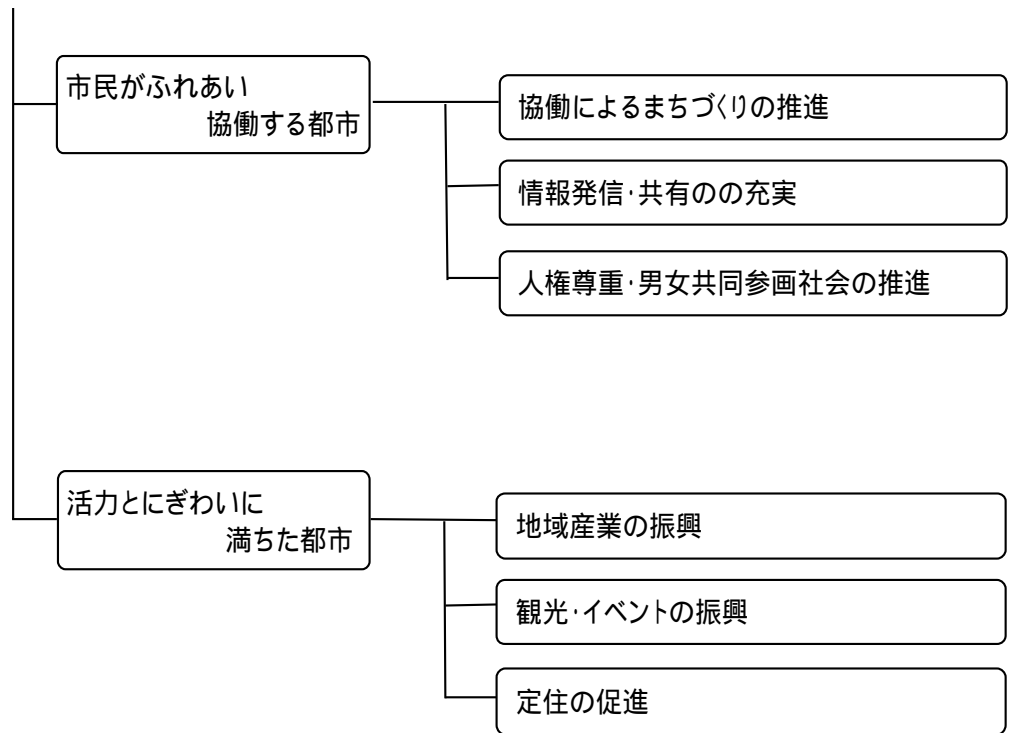 市民がふれあい
協働する都市
協働によるまちづくりの推進
情報発信・共有のの充実
人権尊重・男女共同参画社会の推進
活力とにぎわいに
満ちた都市
地域産業の振興
観光・イベントの振興
定住の促進